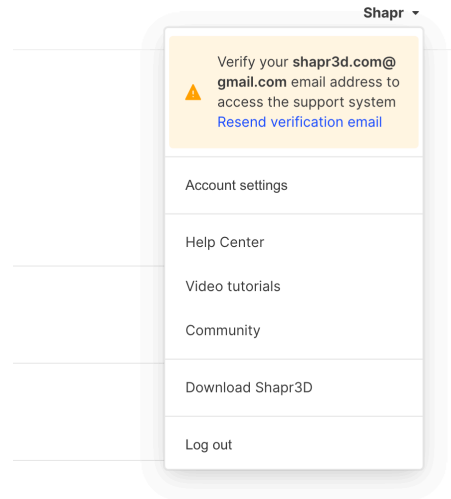 Shapr
Verify your shapr3d.com@
gmail.com email address to
access the support system
Resend verification email
Account settings
Help Center
Video tutorials
Community
Download Shapr3D
Log out